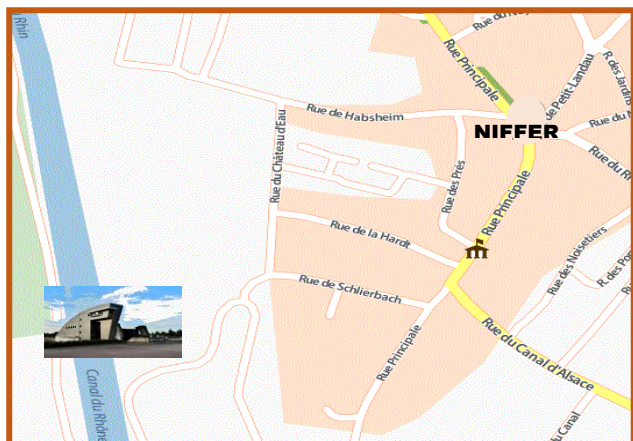 du Rhin
Rue Principale
Rue du
de Petit-Landau
R. des Jardins
Rue de Habsheim
NIFFER
Rue du
Rue du
Rue du Château d'Eau
Rue des Prés
Rue Principale
Rue de la Hardt
Rue des Noisetiers
R. des
Rue de Schlierbach
Rue
Rue Principale
Rue du Canal d'Alsace
Canal du Rhône
du Canal